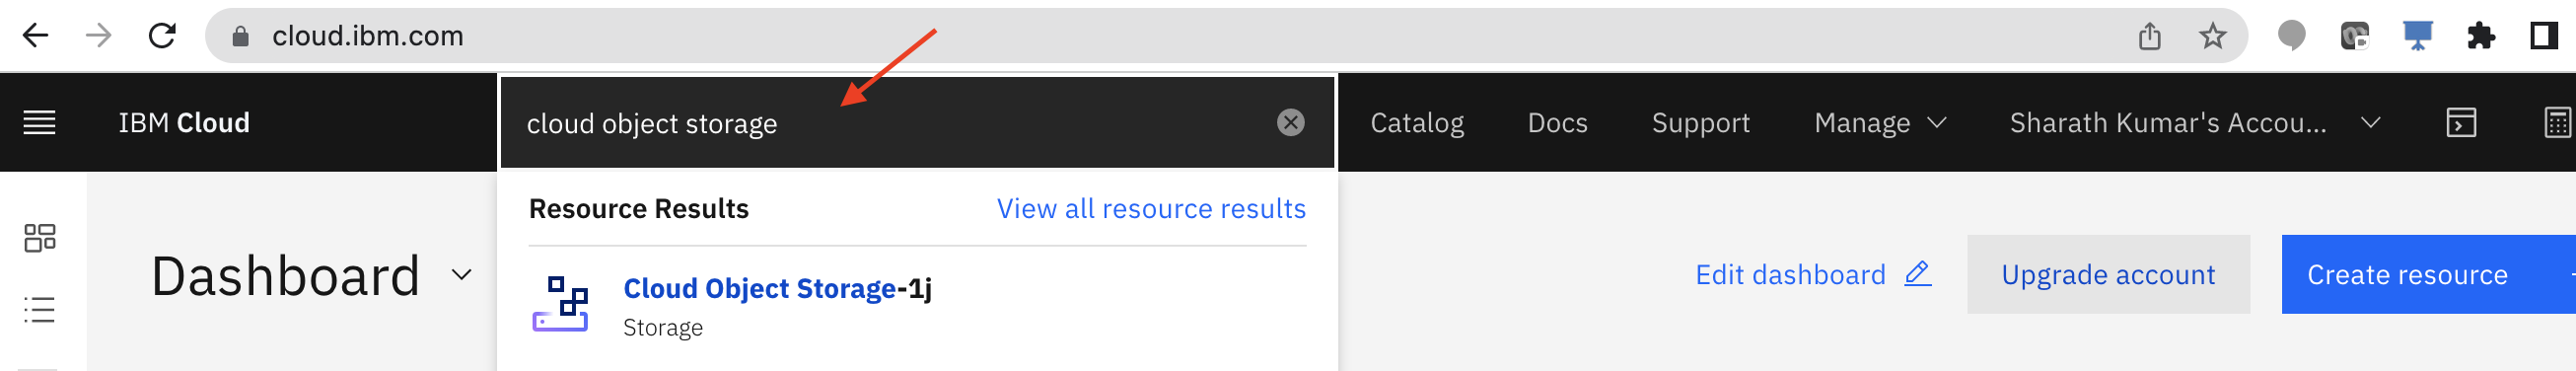 cloud.ibm.com
IBM Cloud
cloud object storage
Catalog
Docs
Support
Manage
Sharath Kumar's Accou...
Resource Results
View all resource results
Dashboard
Edit dashboard
Upgrade account
Create resource
Cloud Object Storage-1j
Storage